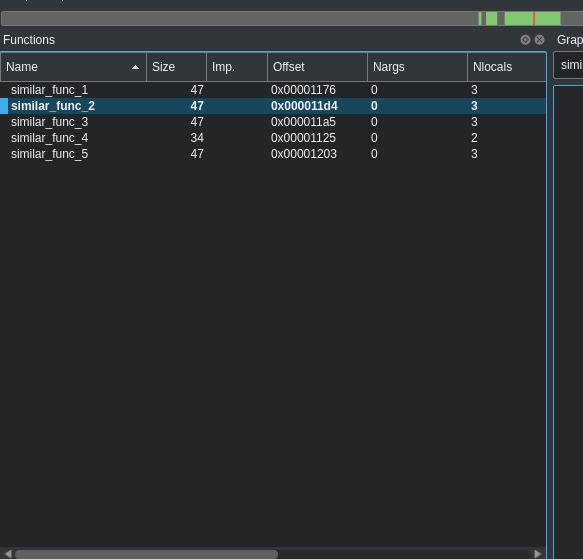 Functions
Grap
Name Size Imp. Offset Nargs Nlocals
simi
similar_func_1 47 0x00001176 0 3
similar_func_2 47 0x000011d4 0 3
similar_func_3 47 0x000011a5 0 3
similar_func_4 34 0x00001125 0 2
similar_func_5 47 0x00001203 0 3